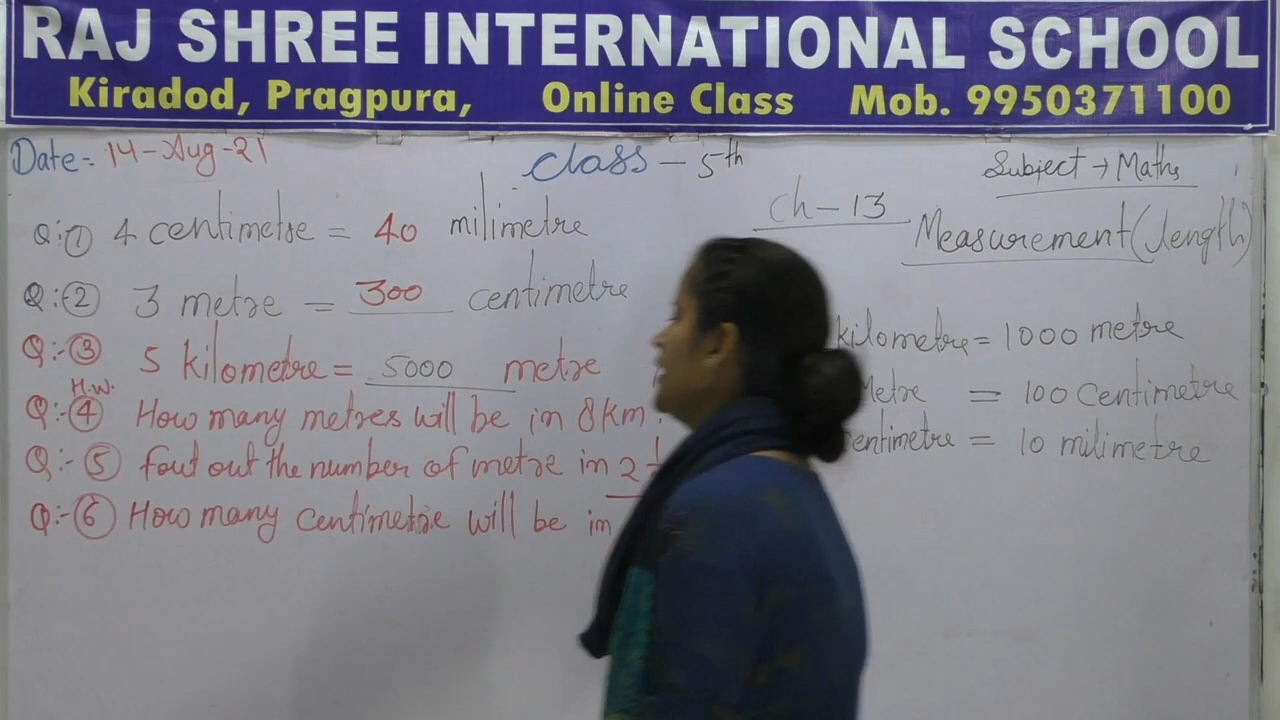 RAJ SHREE INTERNATIONAL SCHOOL
Kiradod, Pragpura, Online Class Mob. 9950371100
Date:- 14-Aug-21 Class - 5th Subject → Maths
Ch-13
Measurement (length)
Q:-① 4 centimetre = 40 milimetre
Q:-② 3 metre = 300 centimetre
Q:-③ 5 kilometre = 5000 metre
H.W.
Q:-④ How many metres will be in 8 km.
Q:-⑤ fout out the number of metre in 2
Q:-⑥ How many centimetre will be in
kilometre = 1000 metre
Metre = 100 Centimetre
centimetre = 10 milimetre